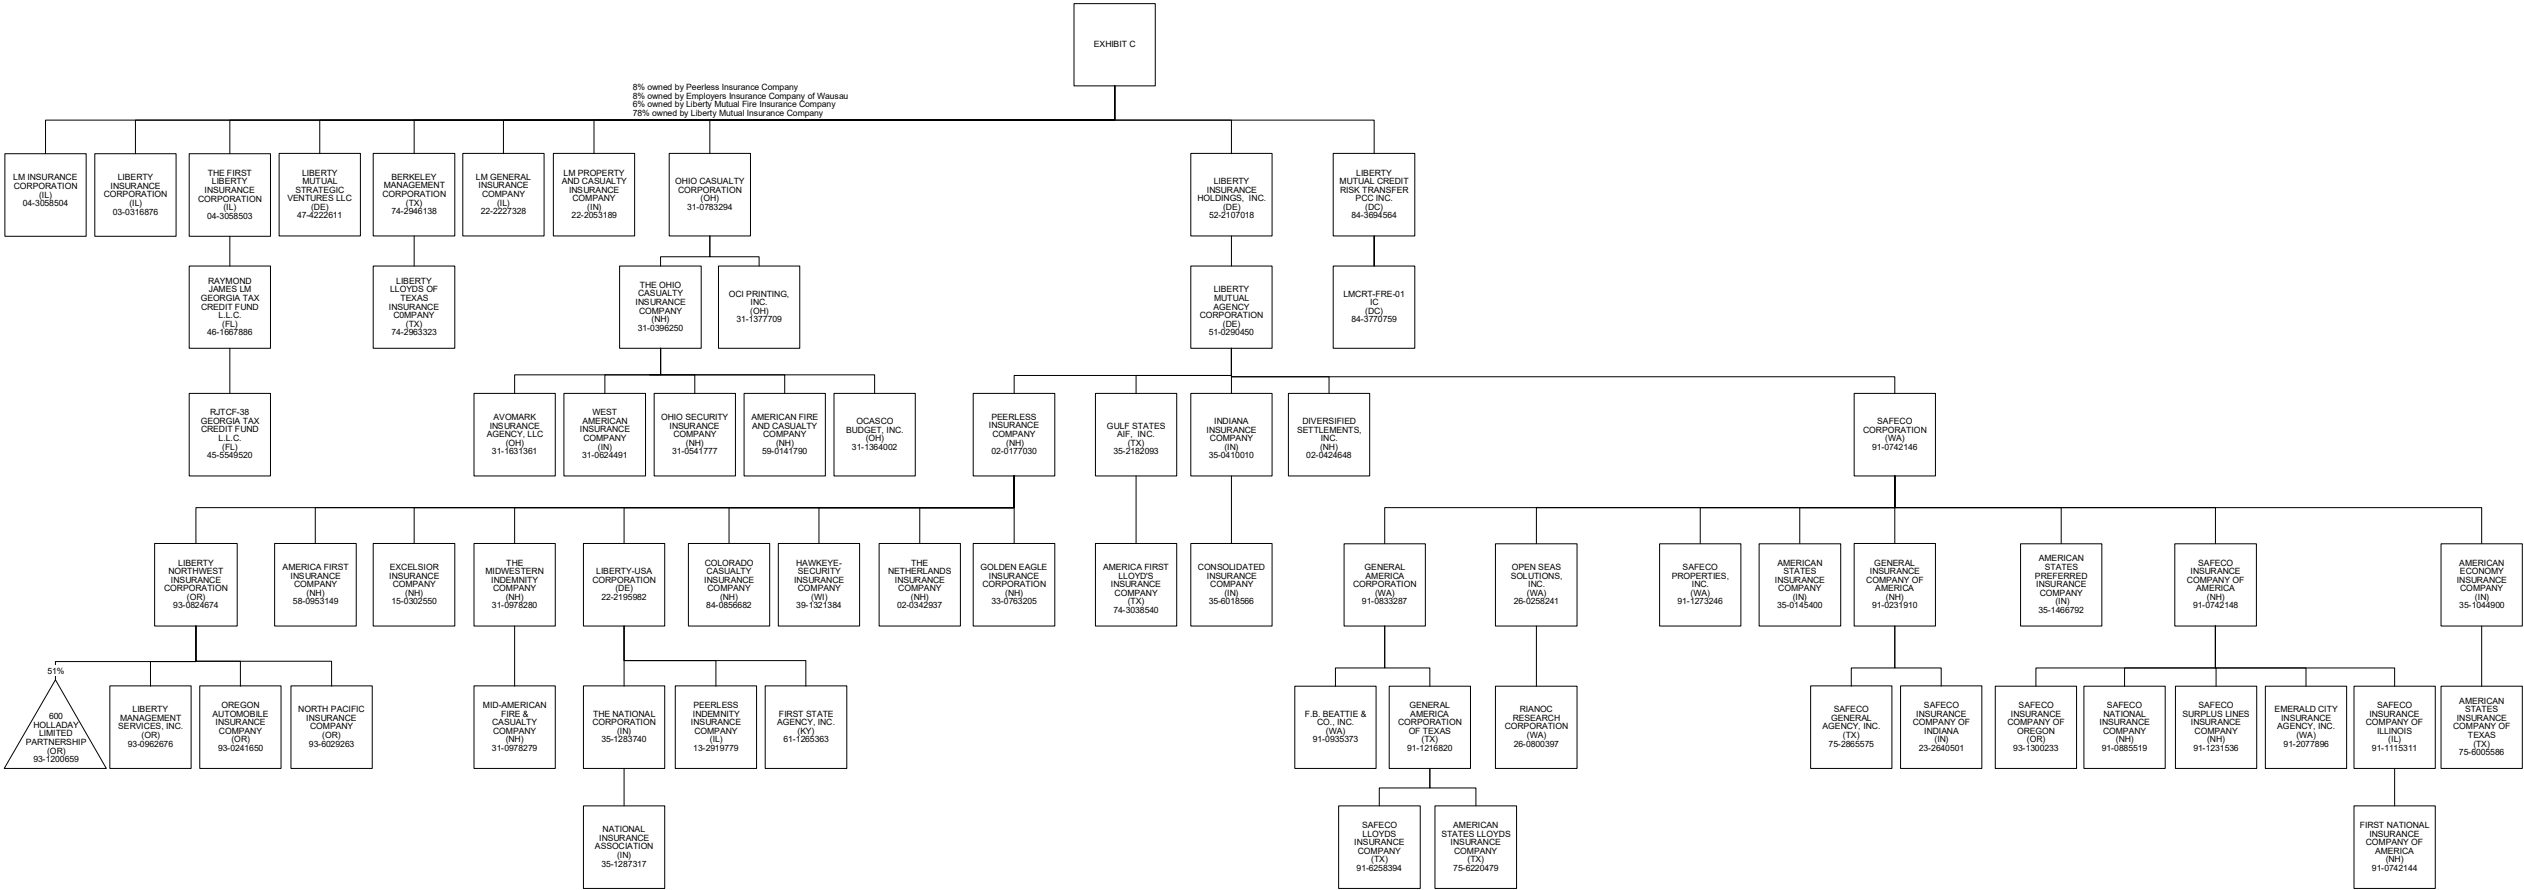 EXHIBIT C
8% owned by Peerless Insurance Company
8% owned by Employers Insurance Company of Wausau
6% owned by Liberty Mutual Fire Insurance Company
78% owned by Liberty Mutual Insurance Company
LM INSURANCE
CORPORATION
(IL)
04-3058504
LIBERTY
INSURANCE
CORPORATION
(IL)
03-0316876
THE FIRST
LIBERTY
INSURANCE
CORPORATION
(IL)
04-3058503
LIBERTY
MUTUAL
STRATEGIC
VENTURES LLC
(DE)
47-4222611
BERKELEY
MANAGEMENT
CORPORATION
(TX)
74-2946138
LM GENERAL
INSURANCE
COMPANY
(IL)
22-2227328
LM PROPERTY
AND CASUALTY
INSURANCE
COMPANY
(IN)
22-2053189
OHIO CASUALTY
CORPORATION
(OH)
31-0783294
LIBERTY
INSURANCE
HOLDINGS, INC.
(DE)
52-2107018
LIBERTY
MUTUAL CREDIT
RISK TRANSFER
PCC INC.
(DC)
84-3694564
RAYMOND
JAMES LM
GEORGIA TAX
CREDIT FUND
L.L.C.
(FL)
46-1667886
LIBERTY
LLOYDS OF
TEXAS
INSURANCE
C0MPANY
(TX)
74-2963323
THE OHIO
CASUALTY
INSURANCE
COMPANY
(NH)
31-0396250
OCI PRINTING,
INC.
(OH)
31-1377709
LIBERTY
MUTUAL
AGENCY
CORPORATION
(DE)
51-0290450
LMCRT-FRE-01
IC
(DC)
84-3770759
RJTCF-38
GEORGIA TAX
CREDIT FUND
L.L.C.
(FL)
45-5549520
AVOMARK
INSURANCE
AGENCY, LLC
(OH)
31-1631361
WEST
AMERICAN
INSURANCE
COMPANY
(IN)
31-0624491
OHIO SECURITY
INSURANCE
COMPANY
(NH)
31-0541777
AMERICAN FIRE
AND CASUALTY
COMPANY
(NH)
59-0141790
OCASCO
BUDGET, INC.
(OH)
31-1364002
PEERLESS
INSURANCE
COMPANY
(NH)
02-0177030
GULF STATES
AIF, INC.
(TX)
35-2182093
INDIANA
INSURANCE
COMPANY
(IN)
35-0410010
DIVERSIFIED
SETTLEMENTS,
INC.
(NH)
02-0424648
SAFECO
CORPORATION
(WA)
91-0742146
LIBERTY
NORTHWEST
INSURANCE
CORPORATION
(OR)
93-0824674
AMERICA FIRST
INSURANCE
COMPANY
(NH)
58-0953149
EXCELSIOR
INSURANCE
COMPANY
(NH)
15-0302550
THE
MIDWESTERN
INDEMNITY
COMPANY
(NH)
31-0978280
LIBERTY-USA
CORPORATION
(DE)
22-2195982
COLORADO
CASUALTY
INSURANCE
COMPANY
(NH)
84-0856682
HAWKEYE-
SECURITY
INSURANCE
COMPANY
(WI)
39-1321384
THE
NETHERLANDS
INSURANCE
COMPANY
(NH)
02-0342937
GOLDEN EAGLE
INSURANCE
CORPORATION
(NH)
33-0763205
AMERICA FIRST
LLOYD'S
INSURANCE
COMPANY
(TX)
74-3038540
CONSOLIDATED
INSURANCE
COMPANY
(IN)
35-6018566
GENERAL
AMERICA
CORPORATION
(WA)
91-0833287
OPEN SEAS
SOLUTIONS,
INC.
(WA)
26-0258241
SAFECO
PROPERTIES,
INC.
(WA)
91-1273246
AMERICAN
STATES
INSURANCE
COMPANY
(IN)
35-0145400
GENERAL
INSURANCE
COMPANY OF
AMERICA
(NH)
91-0231910
AMERICAN
STATES
PREFERRED
INSURANCE
COMPANY
(IN)
35-1466792
SAFECO
INSURANCE
COMPANY OF
AMERICA
(NH)
91-0742148
AMERICAN
ECONOMY
INSURANCE
COMPANY
(IN)
35-1044900
51%
600
HOLLADAY
LIMITED
PARTNERSHIP
(OR)
93-1200659
LIBERTY
MANAGEMENT
SERVICES, INC.
(OR)
93-0962676
OREGON
AUTOMOBILE
INSURANCE
COMPANY
(OR)
93-0241650
NORTH PACIFIC
INSURANCE
COMPANY
(OR)
93-6029263
MID-AMERICAN
FIRE &
CASUALTY
COMPANY
(NH)
31-0978279
THE NATIONAL
CORPORATION
(IN)
35-1283740
PEERLESS
INDEMNITY
INSURANCE
COMPANY
(IL)
13-2919779
FIRST STATE
AGENCY, INC.
(KY)
61-1265363
F.B. BEATTIE &
CO., INC.
(WA)
91-0935373
GENERAL
AMERICA
CORPORATION
OF TEXAS
(TX)
91-1216820
RIANOC
RESEARCH
CORPORATION
(WA)
26-0800397
SAFECO
GENERAL
AGENCY, INC.
(TX)
75-2865575
SAFECO
INSURANCE
COMPANY OF
INDIANA
(IN)
23-2640501
SAFECO
INSURANCE
COMPANY OF
OREGON
(OR)
93-1300233
SAFECO
NATIONAL
INSURANCE
COMPANY
(NH)
91-0885519
SAFECO
SURPLUS LINES
INSURANCE
COMPANY
(NH)
91-1231536
EMERALD CITY
INSURANCE
AGENCY, INC.
(WA)
91-2077896
SAFECO
INSURANCE
COMPANY OF
ILLINOIS
(IL)
91-1115311
AMERICAN
STATES
INSURANCE
COMPANY OF
TEXAS
(TX)
75-6005586
NATIONAL
INSURANCE
ASSOCIATION
(IN)
35-1287317
SAFECO
LLOYDS
INSURANCE
COMPANY
(TX)
91-6258394
AMERICAN
STATES LLOYDS
INSURANCE
COMPANY
(TX)
75-6220479
FIRST NATIONAL
INSURANCE
COMPANY OF
AMERICA
(NH)
91-0742144